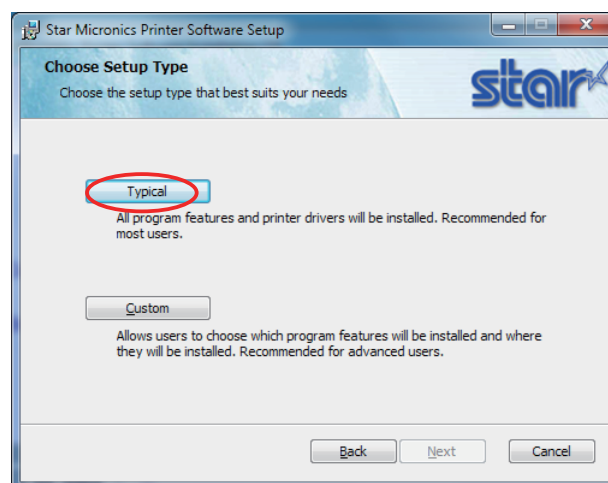 Star Micronics Printer Software Setup
Choose Setup Type
Choose the setup type that best suits your needs
star
Typical
All program features and printer drivers will be installed. Recommended for
most users.
Custom
Allows users to choose which program features will be installed and where
they will be installed. Recommended for advanced users.
Back Next Cancel